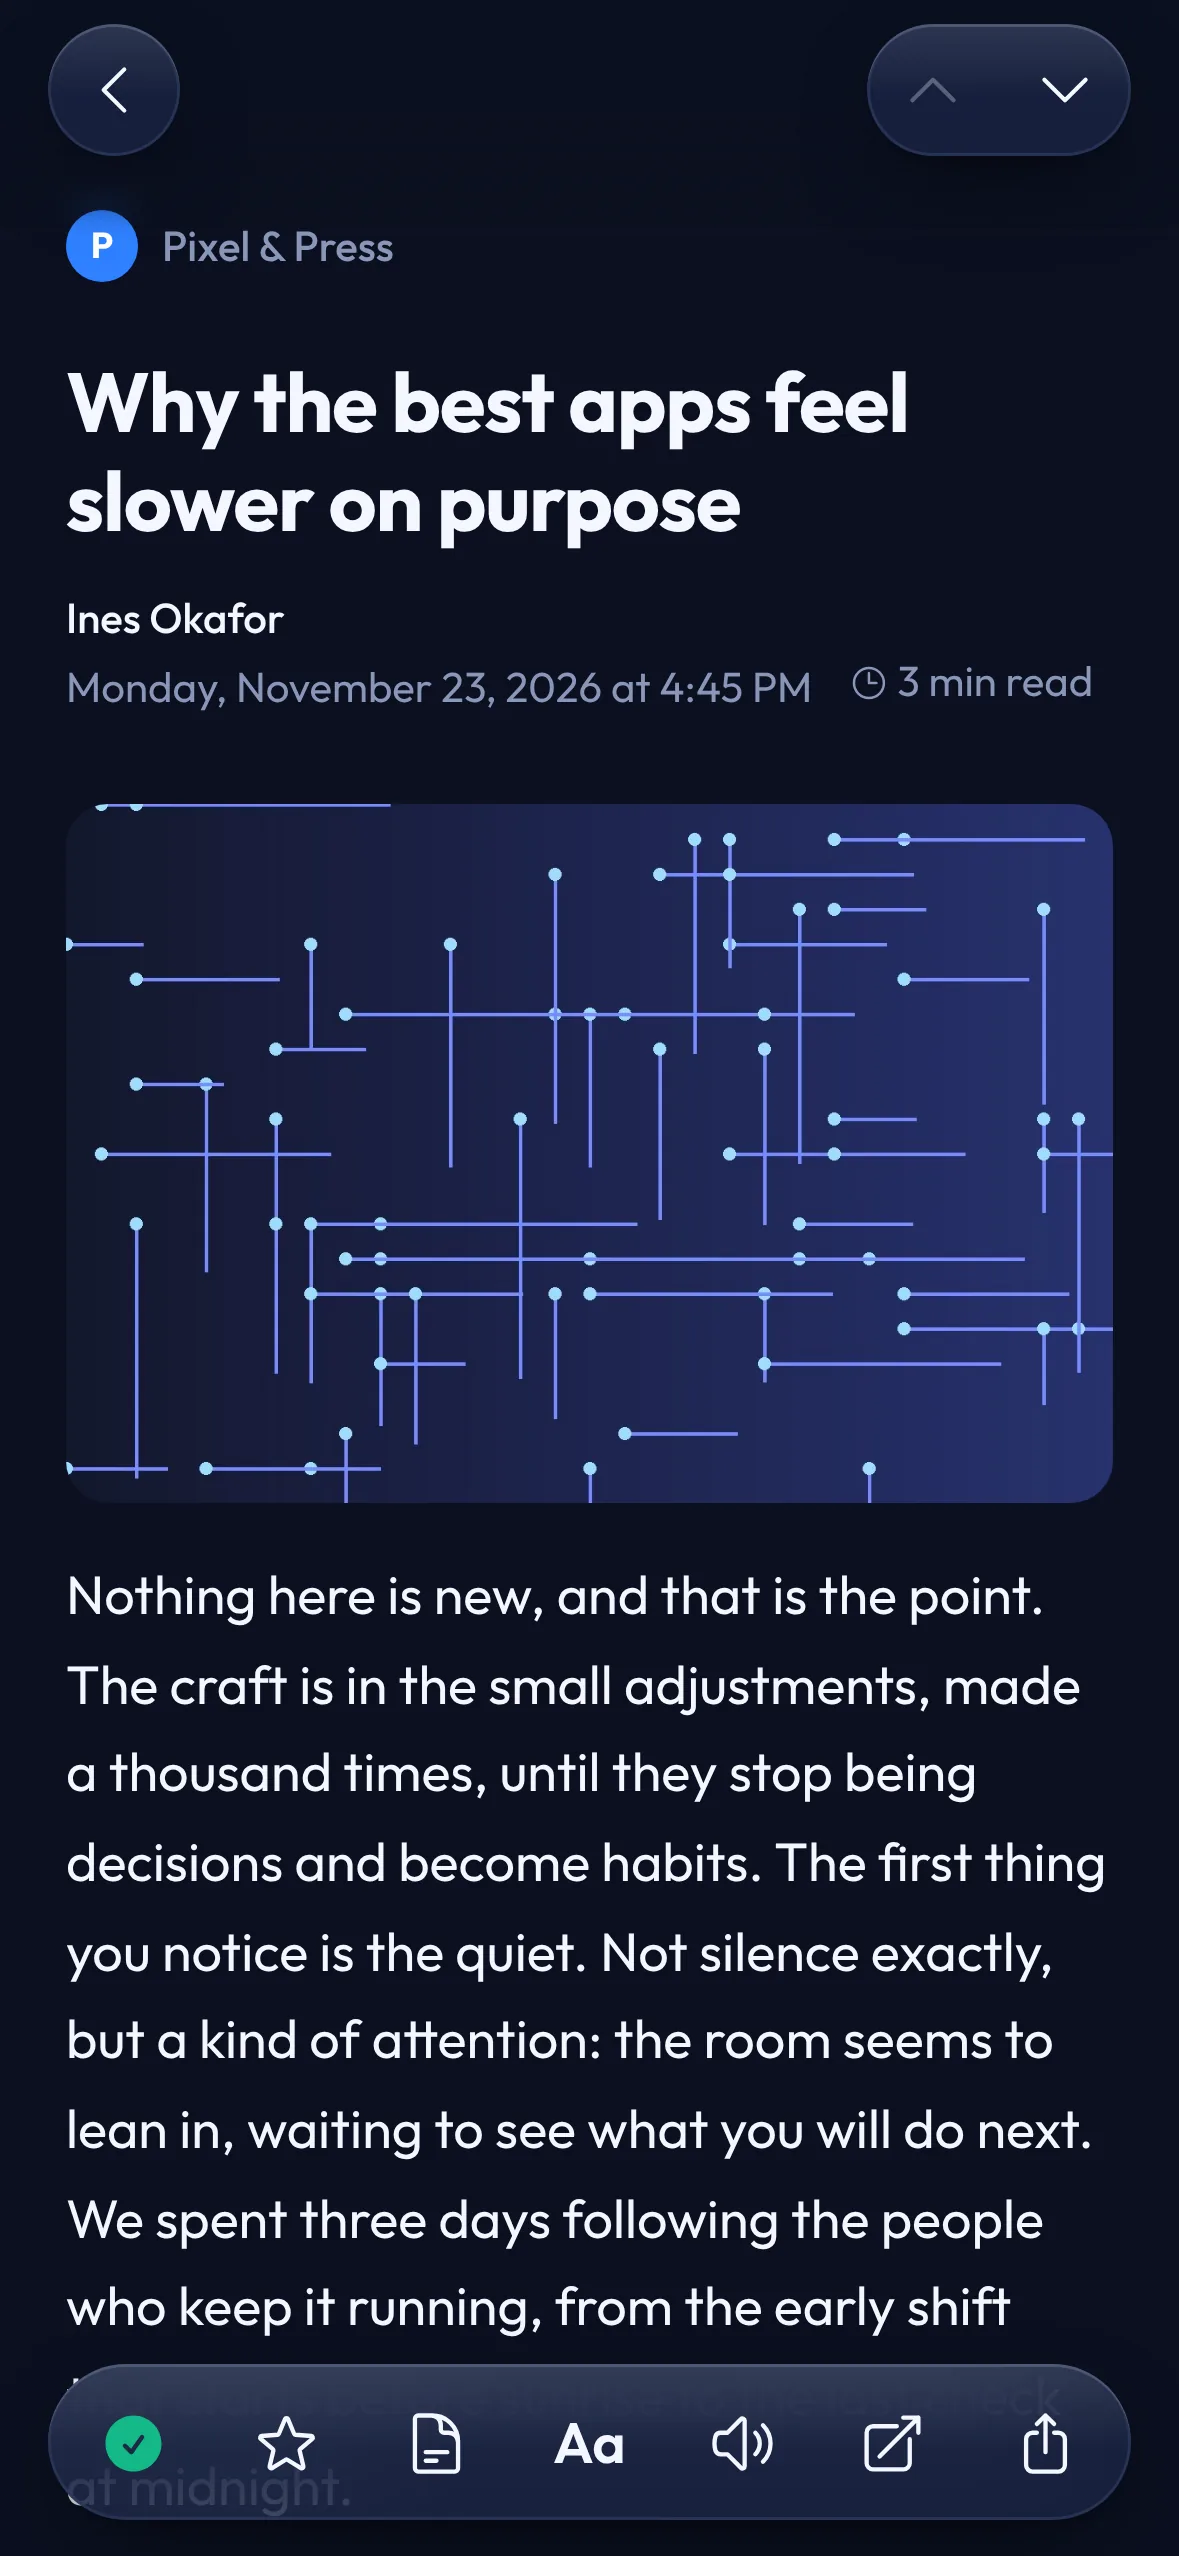 P Pixel & Press
Why the best apps feel
slower on purpose
Ines Okafor
Monday, November 23, 2026 at 4:45 PM 3 min read
Nothing here is new, and that is the point.
The craft is in the small adjustments, made
a thousand times, until they stop being
decisions and become habits. The first thing
you notice is the quiet. Not silence exactly,
but a kind of attention: the room seems to
lean in, waiting to see what you will do next.
We spent three days following the people
who keep it running, from the early shift
at midnight.
Aa